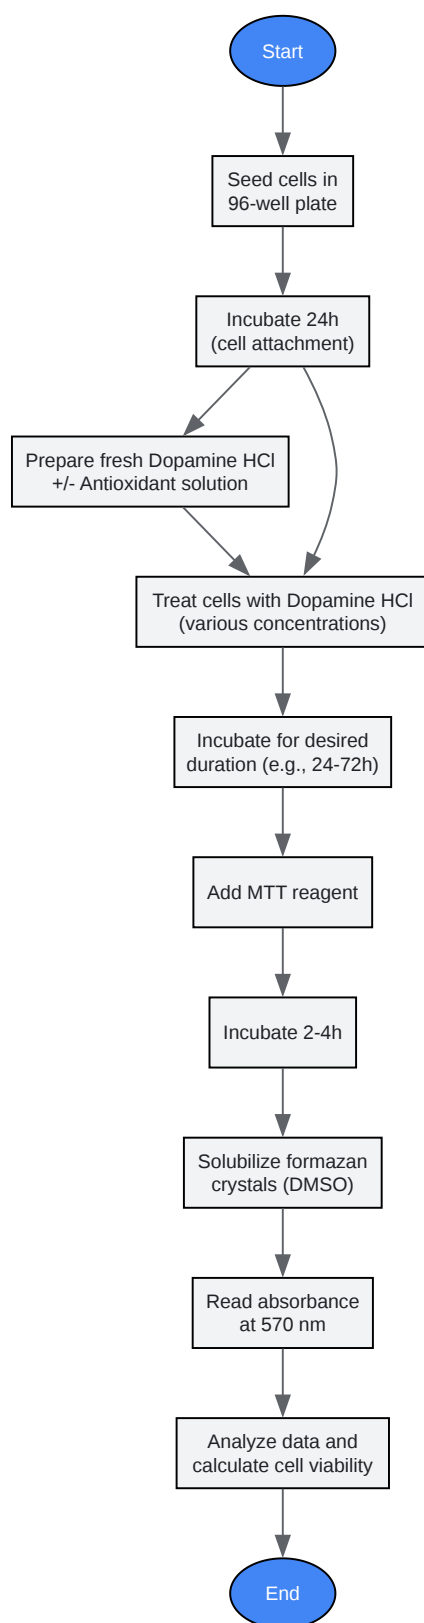 Start
Seed cells in
96-well plate
Incubate 24h
(cell attachment)
Prepare fresh Dopamine HCl
+/- Antioxidant solution
Treat cells with Dopamine HCl
(various concentrations)
Incubate for desired
duration (e.g., 24-72h)
Add MTT reagent
Incubate 2-4h
Solubilize formazan
crystals (DMSO)
Read absorbance
at 570 nm
Analyze data and
calculate cell viability
End